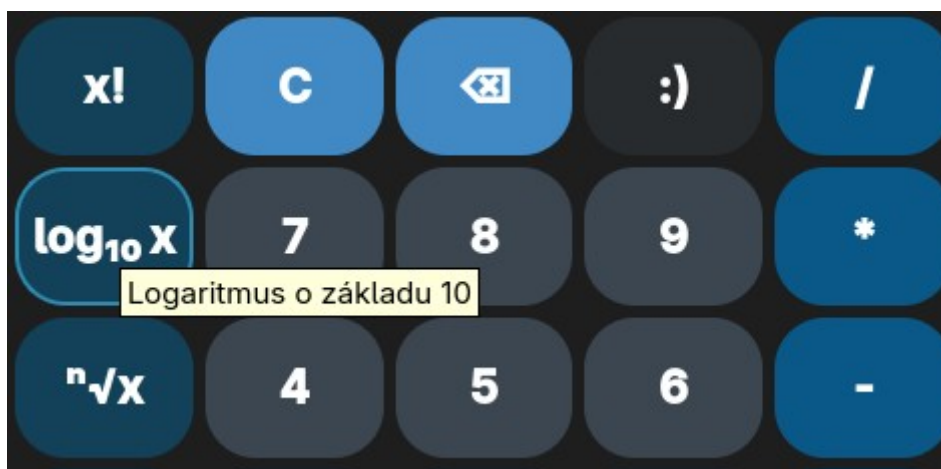 x! C ⌫ :) /
log₁₀ x 7 8 9 *
Logaritmus o základu 10
ⁿ√x 4 5 6 -